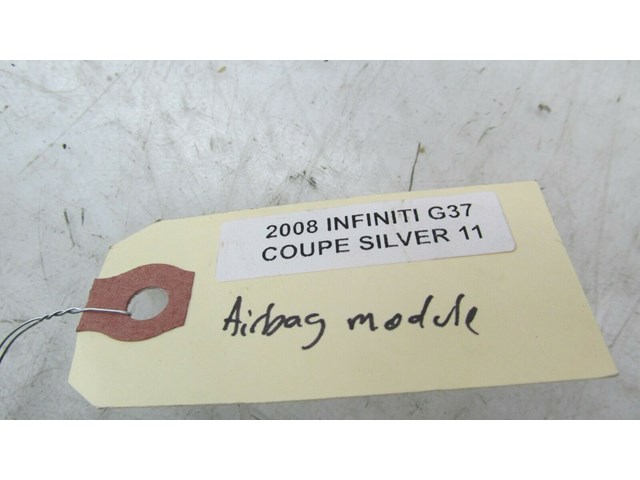 2008 INFINITI G37
COUPE SILVER 11
Airbag module